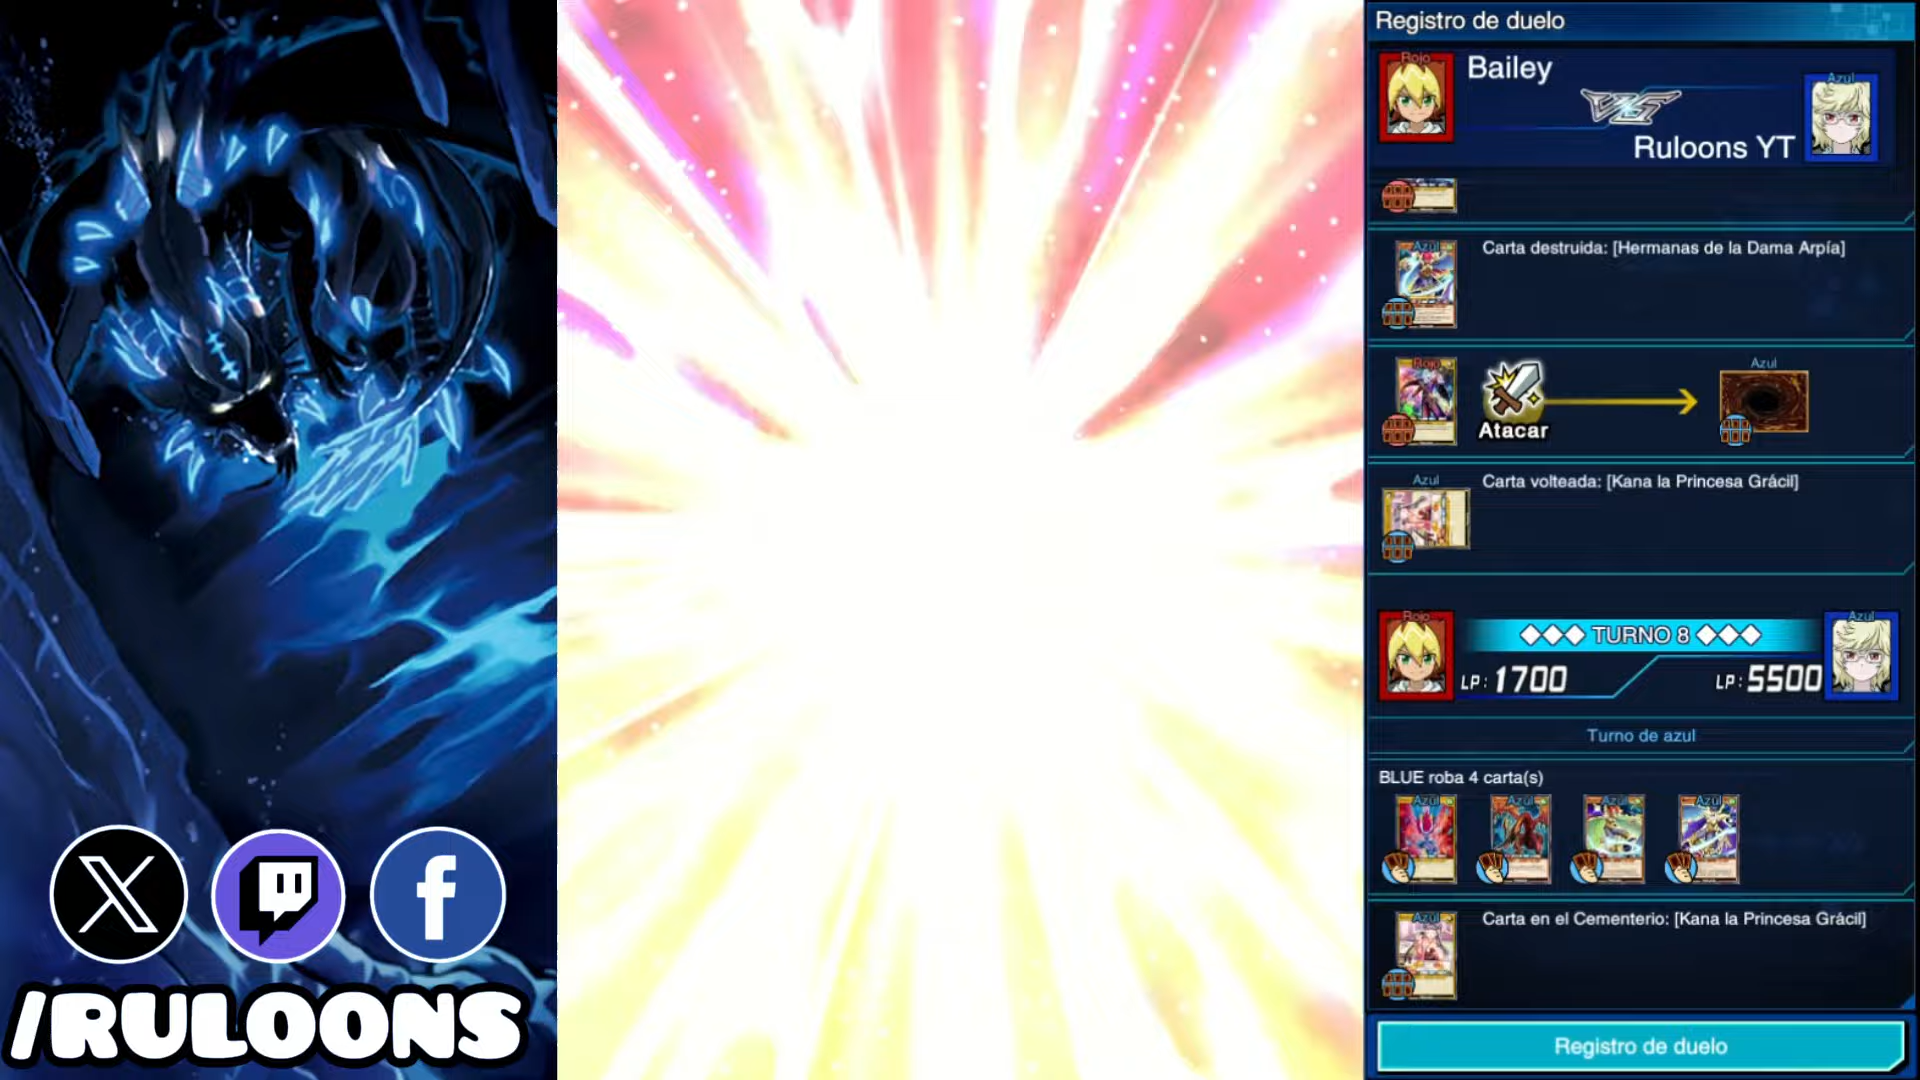 /RULOONS
Registro de duelo
Rojo
Bailey
VS
Azul
Ruloons YT
Azul
Carta destruida: [Hermanas de la Dama Arpía]
Rojo
Atacar
Azul
Azul
Carta volteada: [Kana la Princesa Grácil]
Rojo
TURNO 8
Azul
LP: 1700
LP: 5500
Turno de azul
BLUE roba 4 carta(s)
Azul
Azul
Azul
Azul
Azul
Carta en el Cementerio: [Kana la Princesa Grácil]
Registro de duelo